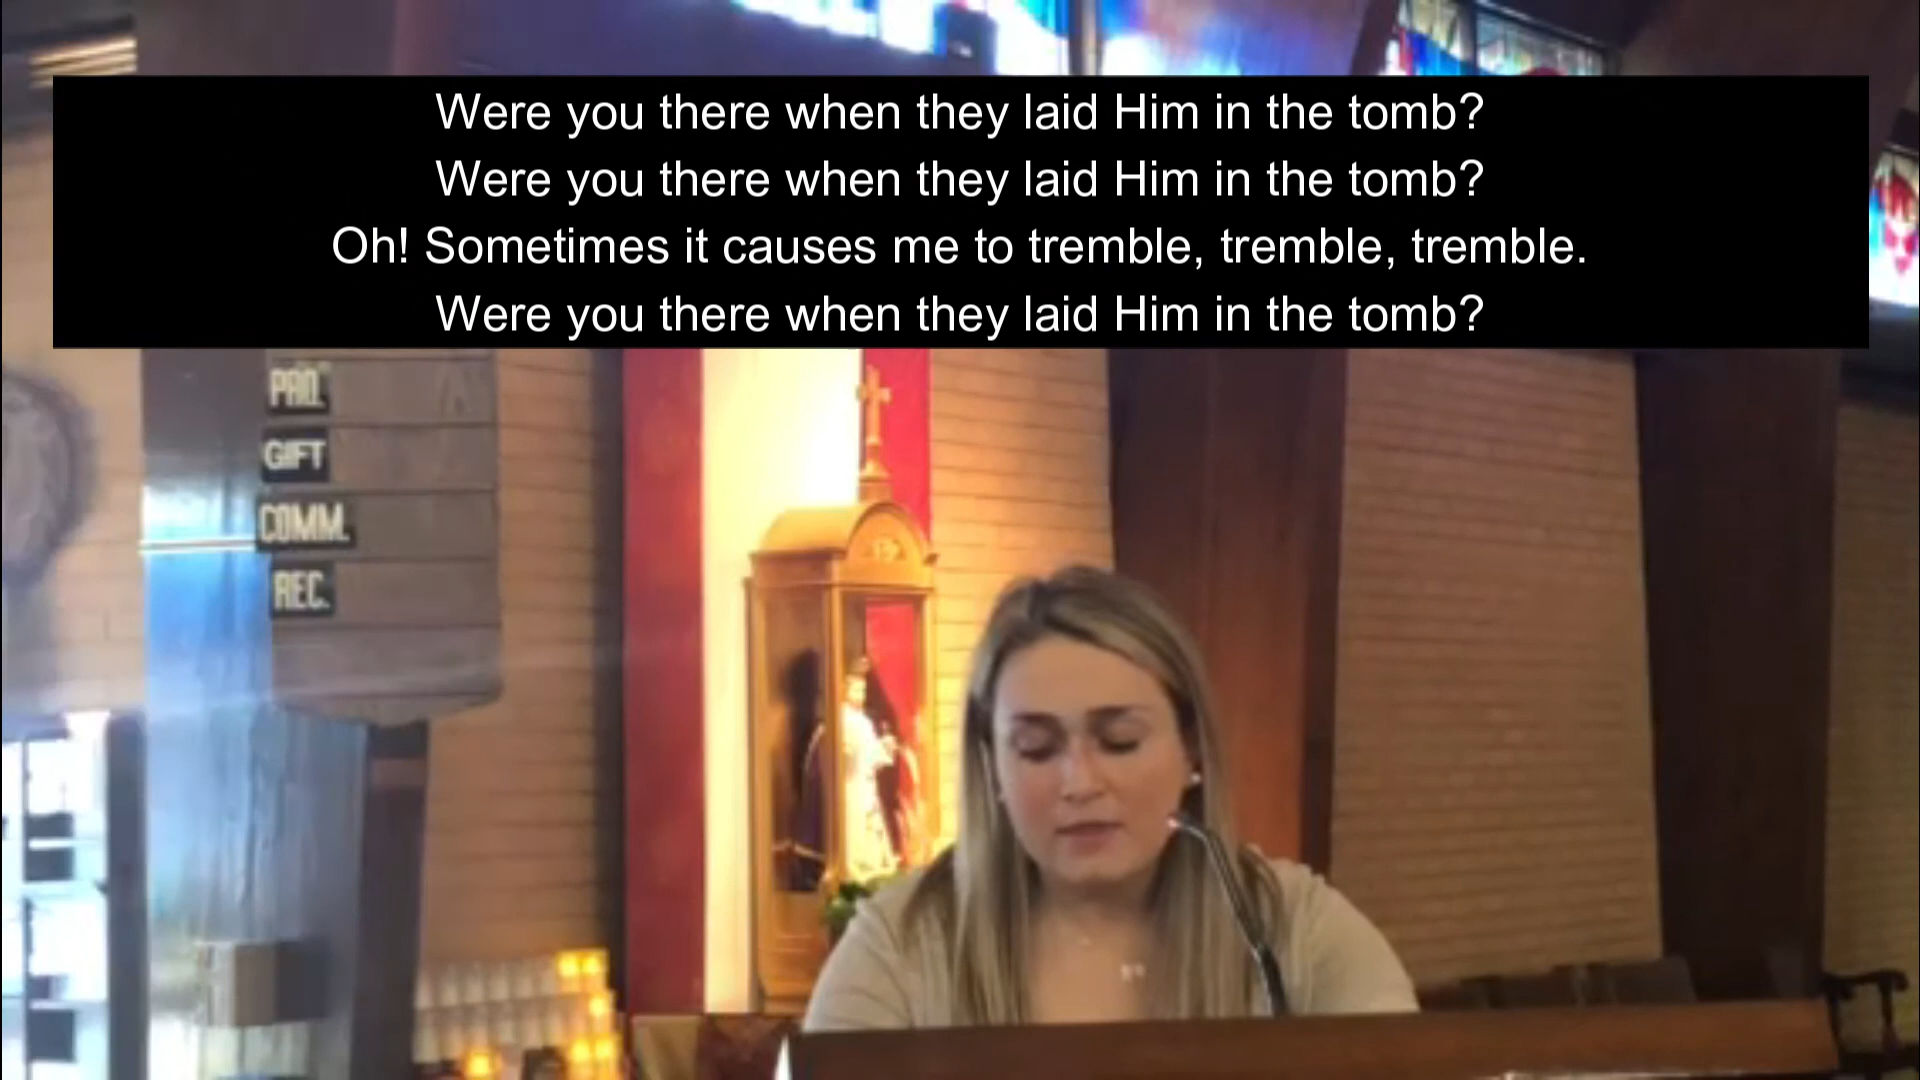 Were you there when they laid Him in the tomb?
Were you there when they laid Him in the tomb?
Oh! Sometimes it causes me to tremble, tremble, tremble.
Were you there when they laid Him in the tomb?
GIFT
COMM.
REC.